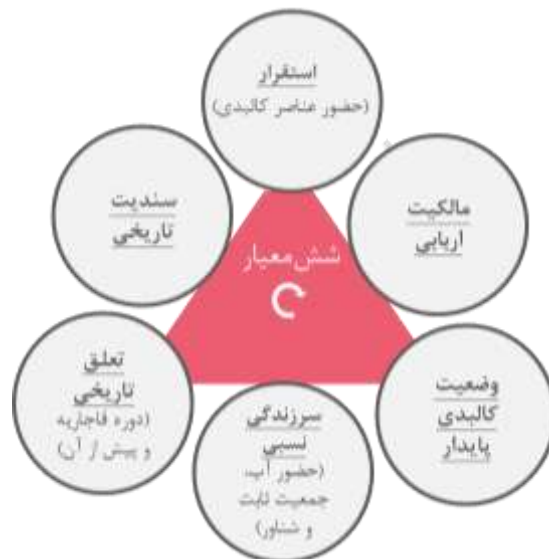 استقرار
(حضور عناصر کالبدی)
سندیت
تاریخی
مالکیت
اربابی
شش معیار
تعلق
تاریخی
(دوره قاجاریه
و پیش از آن)
سرزندگی
نسبی
(حضور آب،
جمعیت ثابت
و شناور)
وضعیت
کالبدی
پایدار